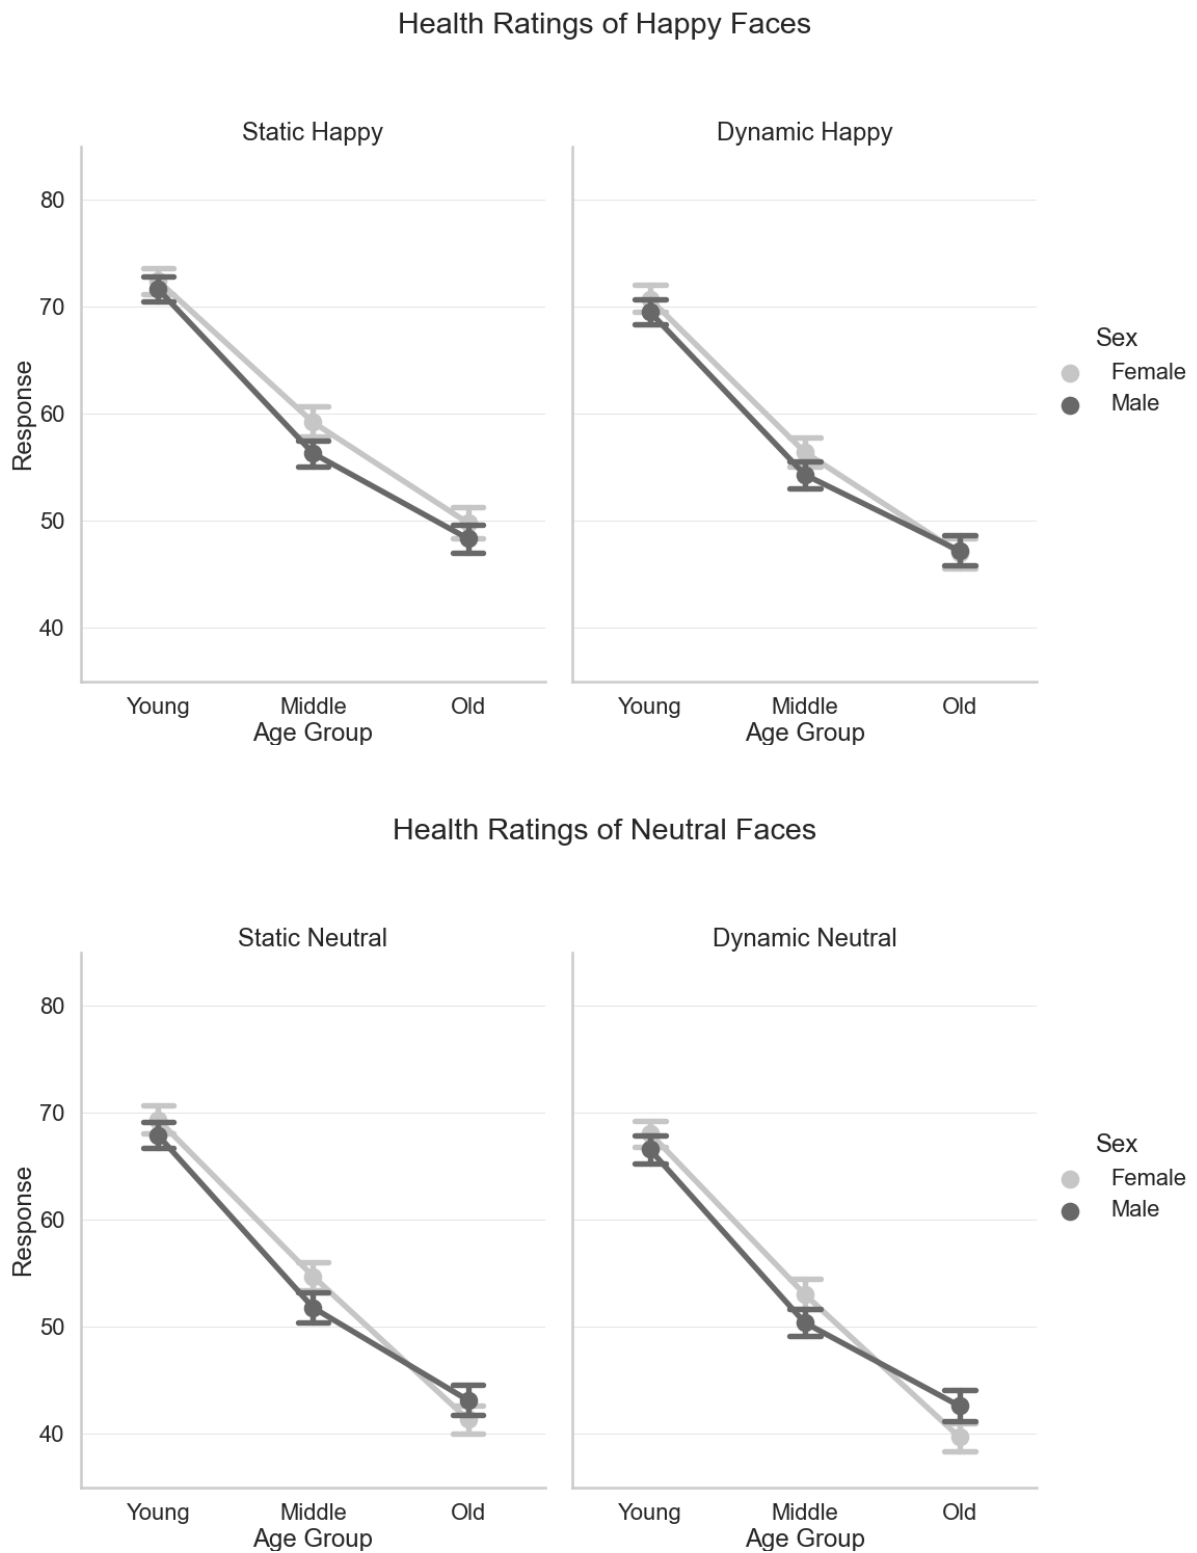 Health Ratings of Happy Faces
Static Happy
Dynamic Happy
80
70
60
50
40
Response
Young Middle Old
Age Group
Young Middle Old
Age Group
Sex
Female
Male
Health Ratings of Neutral Faces
Static Neutral
Dynamic Neutral
80
70
60
50
40
Response
Young Middle Old
Age Group
Young Middle Old
Age Group
Sex
Female
Male